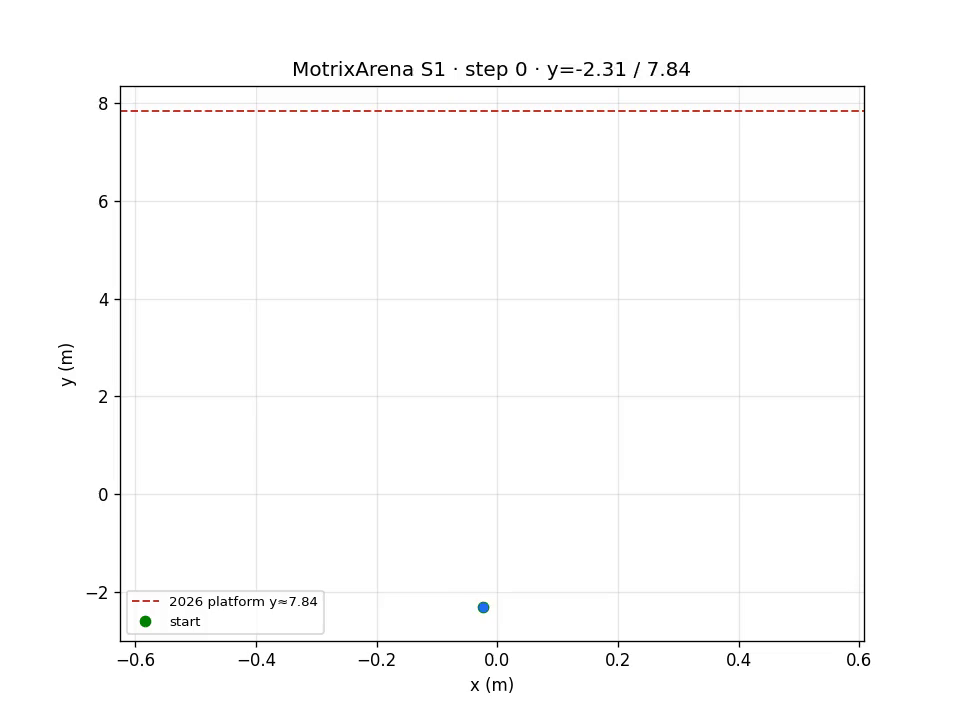 MotrixArena S1 · step 0 · y=-2.31 / 7.84
8
6
4
2
0
−2
y (m)
2026 platform y≈7.84
start
−0.6 −0.4 −0.2 0.0 0.2 0.4 0.6
x (m)